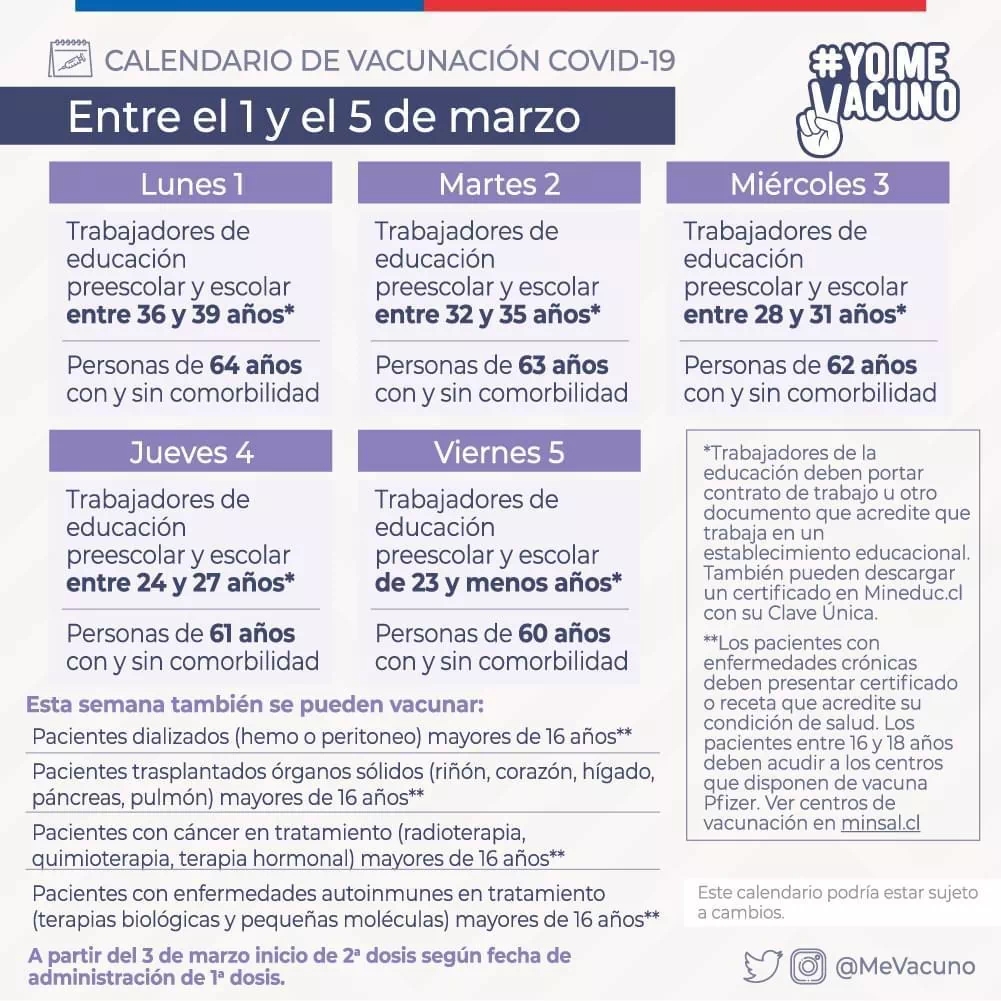 CALENDARIO DE VACUNACIÓN COVID-19
#YO ME
VACUNO
Entre el 1 y el 5 de marzo
Lunes 1
Trabajadores de
educación
preescolar y escolar
entre 36 y 39 años*
Personas de 64 años
con y sin comorbilidad
Martes 2
Trabajadores de
educación
preescolar y escolar
entre 32 y 35 años*
Personas de 63 años
con y sin comorbilidad
Miércoles 3
Trabajadores de
educación
preescolar y escolar
entre 28 y 31 años*
Personas de 62 años
con y sin comorbilidad
Jueves 4
Trabajadores de
educación
preescolar y escolar
entre 24 y 27 años*
Personas de 61 años
con y sin comorbilidad
Viernes 5
Trabajadores de
educación
preescolar y escolar
de 23 y menos años*
Personas de 60 años
con y sin comorbilidad
*Trabajadores de la
educación deben portar
contrato de trabajo u otro
documento que acredite que
trabaja en un
establecimiento educacional.
También pueden descargar
un certificado en Mineduc.cl
con su Clave Única.
**Los pacientes con
enfermedades crónicas
deben presentar certificado
o receta que acredite su
condición de salud. Los
pacientes entre 16 y 18 años
deben acudir a los centros
que disponen de vacuna
Pfizer. Ver centros de
vacunación en minsal.cl
Esta semana también se pueden vacunar:
Pacientes dializados (hemo o peritoneo) mayores de 16 años**
Pacientes trasplantados órganos sólidos (riñón, corazón, hígado,
páncreas, pulmón) mayores de 16 años**
Pacientes con cáncer en tratamiento (radioterapia,
quimioterapia, terapia hormonal) mayores de 16 años**
Pacientes con enfermedades autoinmunes en tratamiento
(terapias biológicas y pequeñas moléculas) mayores de 16 años**
A partir del 3 de marzo inicio de 2ª dosis según fecha de
administración de 1ª dosis.
Este calendario podría estar sujeto
a cambios.
@MeVacuno